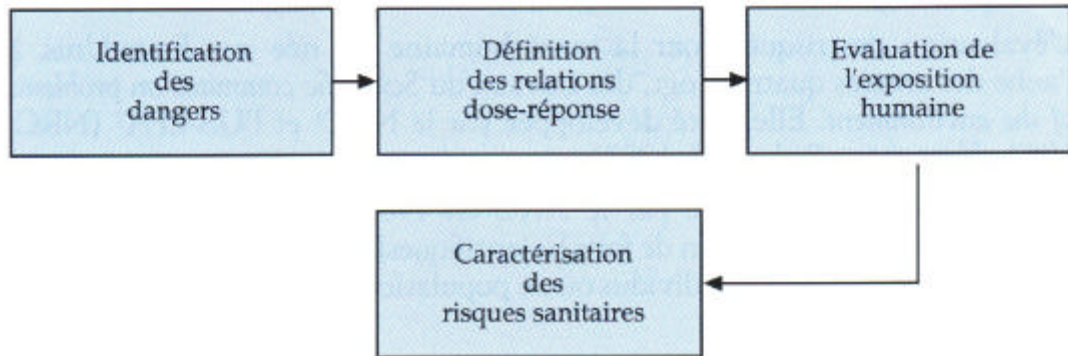 Identification
des
dangers
Définition
des relations
dose-réponse
Evaluation de
l'exposition
humaine
Caractérisation
des
risques sanitaires